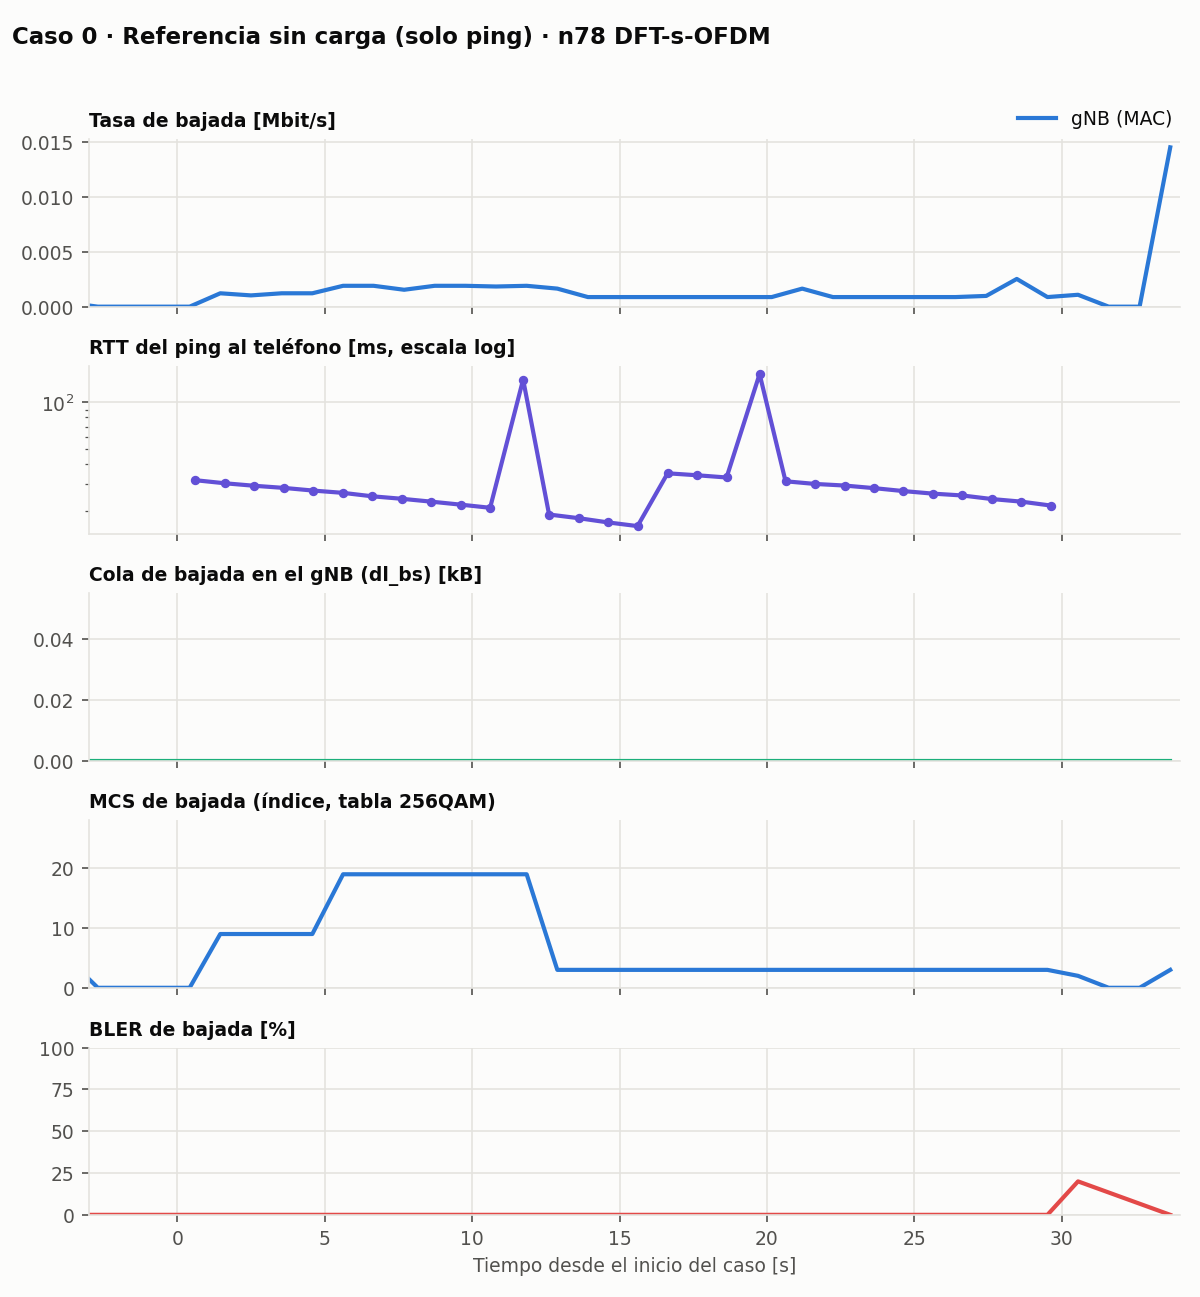 Caso 0 · Referencia sin carga (solo ping) · n78 DFT-s-OFDM
Tasa de bajada [Mbit/s]
gNB (MAC)
0.015
0.010
0.005
0.000
RTT del ping al teléfono [ms, escala log]
10²
Cola de bajada en el gNB (dl_bs) [kB]
0.04
0.02
0.00
MCS de bajada (índice, tabla 256QAM)
20
10
0
BLER de bajada [%]
100
75
50
25
0
0 5 10 15 20 25 30
Tiempo desde el inicio del caso [s]